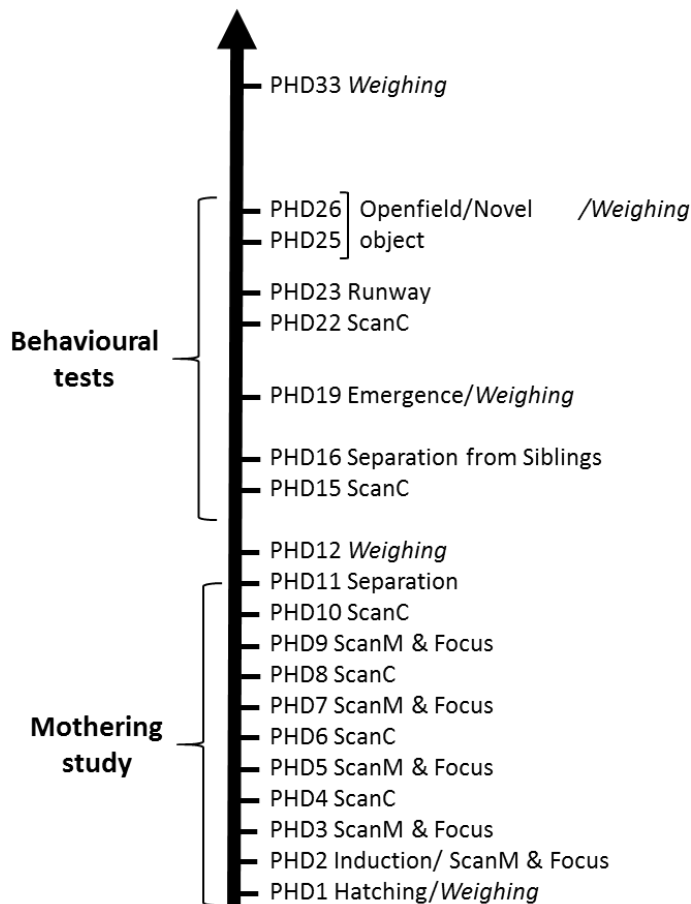 PHD33 Weighing
PHD26 Openfield/Novel /Weighing
PHD25 object
PHD23 Runway
PHD22 ScanC
Behavioural
tests
PHD19 Emergence/Weighing
PHD16 Separation from Siblings
PHD15 ScanC
PHD12 Weighing
PHD11 Separation
PHD10 ScanC
PHD9 ScanM & Focus
PHD8 ScanC
PHD7 ScanM & Focus
Mothering
study
PHD6 ScanC
PHD5 ScanM & Focus
PHD4 ScanC
PHD3 ScanM & Focus
PHD2 Induction/ ScanM & Focus
PHD1 Hatching/Weighing